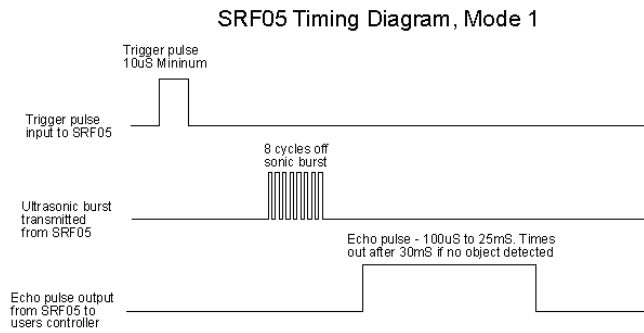 SRF05 Timing Diagram, Mode 1
Trigger pulse
10uS Mininum
Trigger pulse
input to SRF05
8 cycles off
sonic burst
Ultrasonic burst
transmitted
from SRF05
Echo pulse - 100uS to 25mS. Times
out after 30mS if no object detected
Echo pulse output
from SRF05 to
users controller